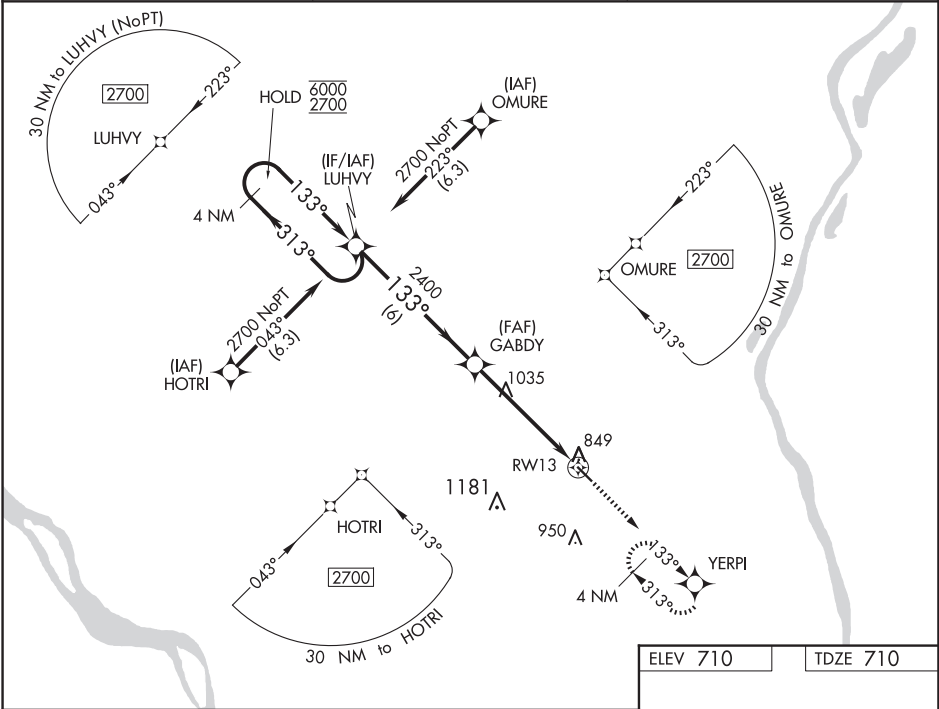 30 NM to LUHVY (NoPT)
2700
223°
LUHVY
043°
HOLD 6000
2700
4 NM
133°
313°
(IF/IAF)
LUHVY
(IAF)
OMURE
2700 NoPT
223°
(6.3)
223°
OMURE
2700
313°
30 NM to OMURE
2700 NoPT
043°
(6.3)
(IAF)
HOTRI
2400
133°
(6)
(FAF)
GABDY
1035
849
RW13
1181
950
133°
313°
4 NM
YERPI
HOTRI
043°
313°
2700
30 NM to HOTRI
ELEV 710
TDZE 710